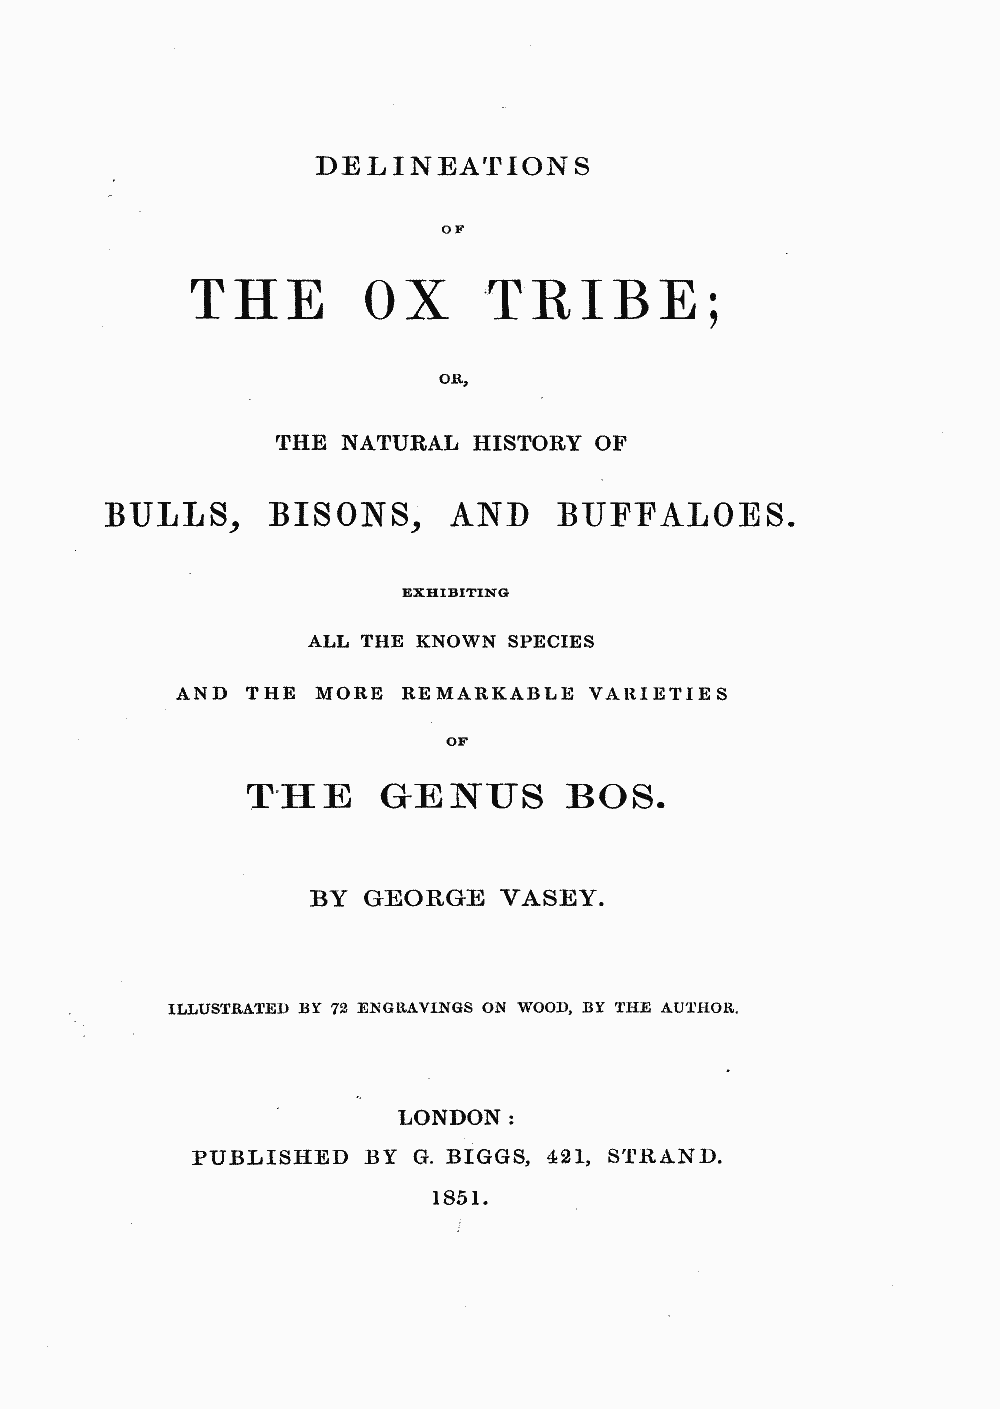 DELINEATIONS
OF
THE OX TRIBE;
OR,
THE NATURAL HISTORY OF
BULLS, BISONS, AND BUFFALOES.
EXHIBITING
ALL THE KNOWN SPECIES
AND THE MORE REMARKABLE VARIETIES
OF
THE GENUS BOS.
BY GEORGE VASEY.
ILLUSTRATED BY 72 ENGRAVINGS ON WOOD, BY THE AUTHOR.
LONDON:
PUBLISHED BY G. BIGGS, 421, STRAND.
1851.